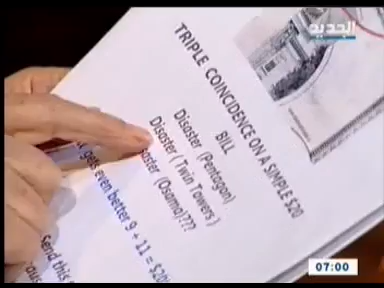 الجديد
TRIPLE COINCIDENCE ON A SIMPLE $20
BILL
Disaster (Pentagon)
Disaster (Twin Towers)
aster (Osama)???
gets even better 9 + 11 = $20
Send this
07:00